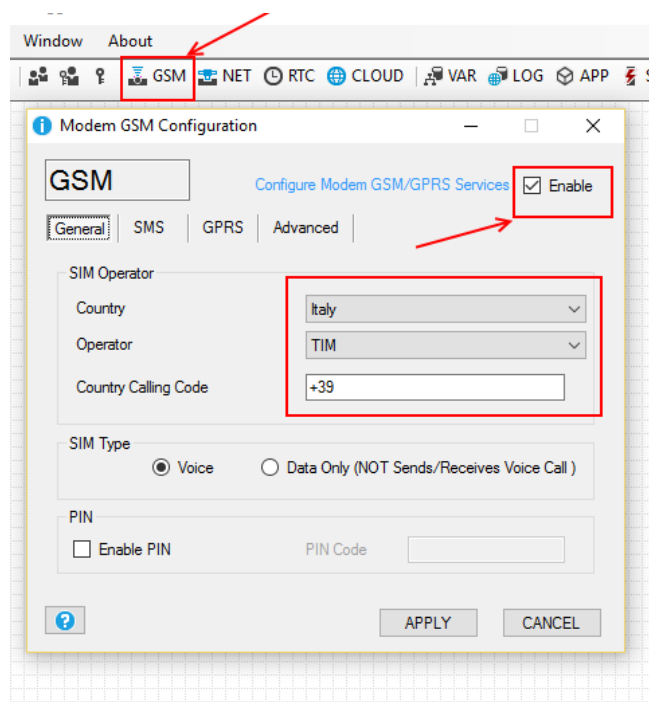 Window About
GSM NET RTC CLOUD VAR LOG APP
Modem GSM Configuration
GSM
Configure Modem GSM/GPRS Services
Enable
General SMS GPRS Advanced
SIM Operator
Country Italy
Operator TIM
Country Calling Code +39
SIM Type
Voice Data Only (NOT Sends/Receives Voice Call )
PIN
Enable PIN PIN Code
APPLY CANCEL